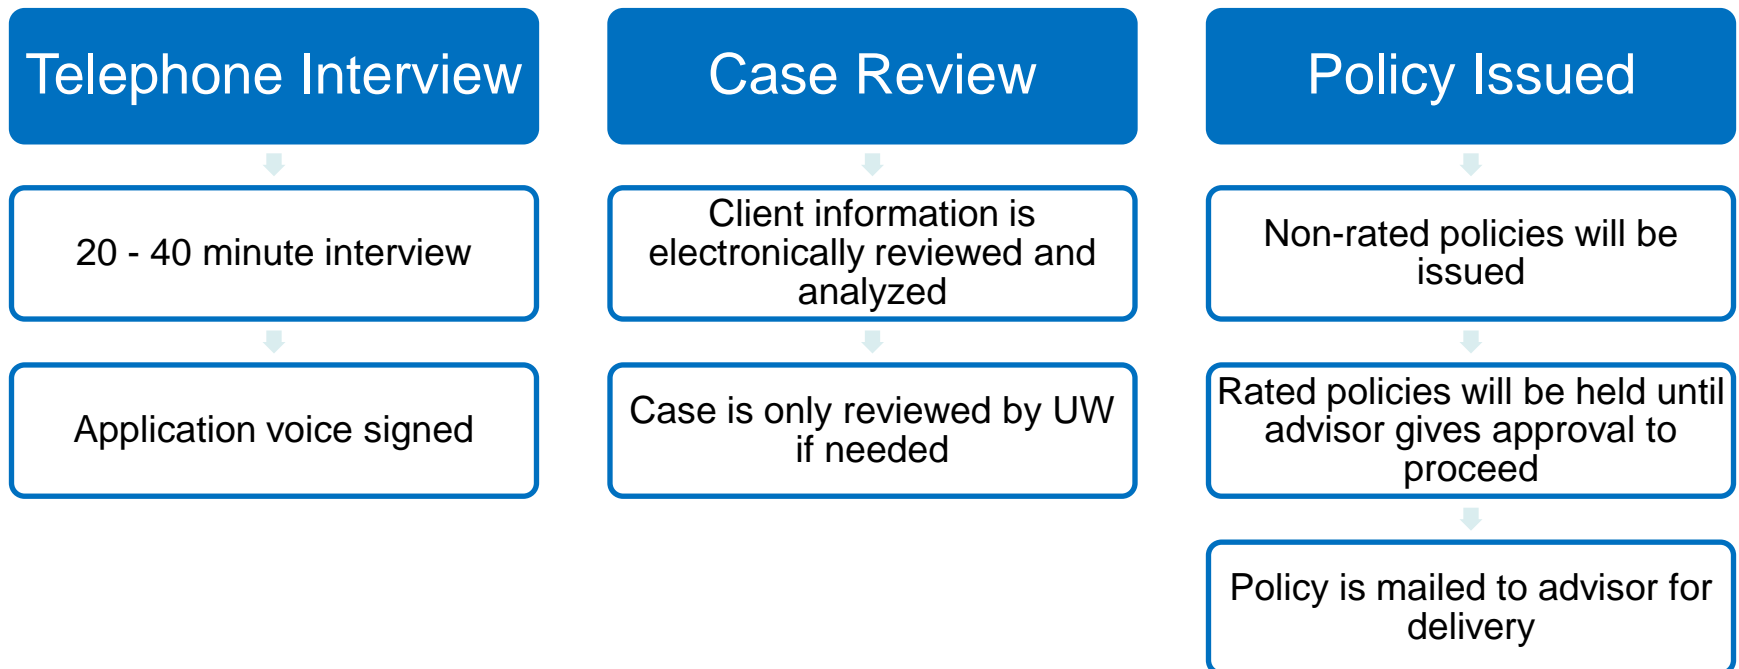 Telephone Interview
20 - 40 minute interview
Application voice signed
Case Review
Client information is
electronically reviewed and
analyzed
Case is only reviewed by UW
if needed
Policy Issued
Non-rated policies will be
issued
Rated policies will be held until
advisor gives approval to
proceed
Policy is mailed to advisor for
delivery